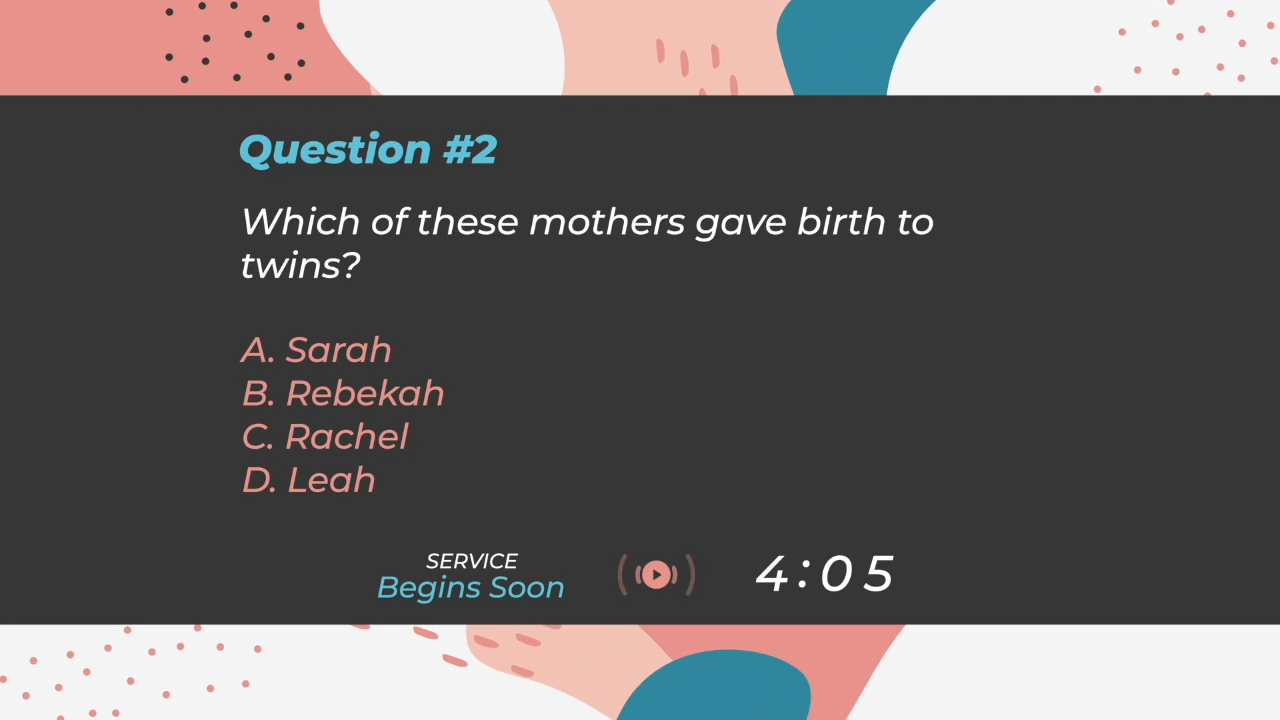 Question #2
Which of these mothers gave birth to
twins?
A. Sarah
B. Rebekah
C. Rachel
D. Leah
SERVICE
Begins Soon
4:05